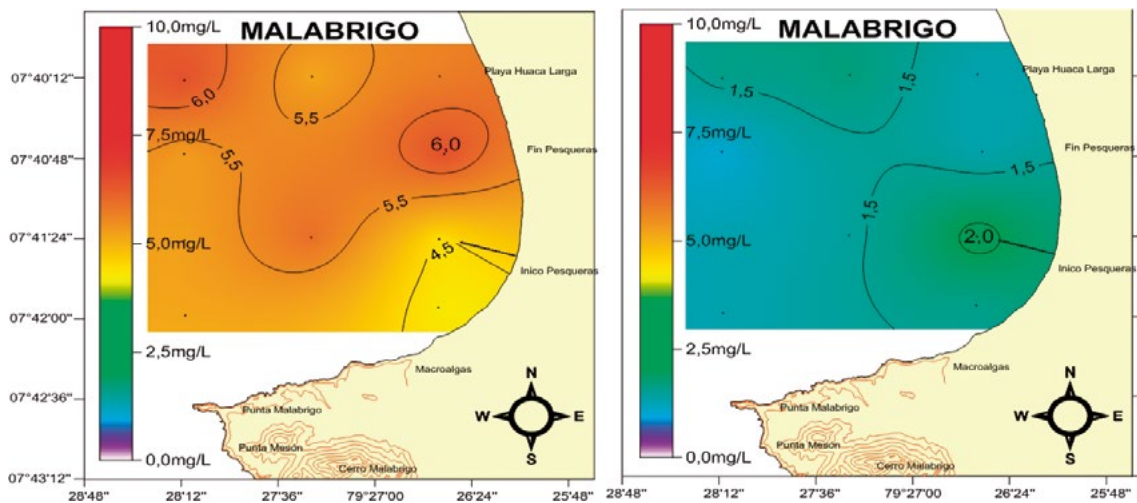 MALABRIGO
10,0mg/L
7,5mg/L
5,0mg/L
2,5mg/L
0,0mg/L
07°40'12"
07°40'48"
07°41'24"
07°42'00"
07°42'36"
07°43'12"
28'48"
28'12"
27'36"
79°27'00"
26'24"
25'48"
6,0
5,5
5,5
6,0
5,5
4,5
Playa Huaca Larga
Fin Pesqueras
Inico Pesqueras
Macroalgas
Punta Malabrigo
Punta Mesón
Cerro Malabrigo
N
W E
S
MALABRIGO
10,0mg/L
7,5mg/L
5,0mg/L
2,5mg/L
0,0mg/L
28'48"
28'12"
27'36"
79°27'00"
26'24"
25'48"
1,5
1,5
1,5
1,5
2,0
Playa Huaca Larga
Fin Pesqueras
Inico Pesqueras
Macroalgas
Punta Malabrigo
Punta Mesón
Cerro Malabrigo
N
W E
S